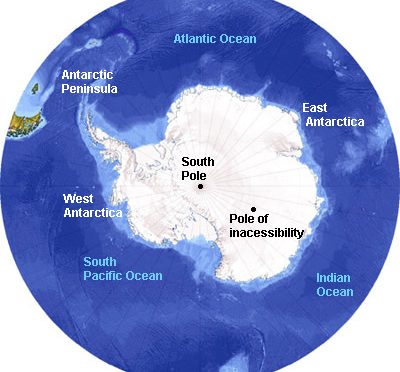 Atlantic Ocean
Antarctic
Peninsula
East
Antarctica
South
Pole
West
Antarctica
Pole of
inacessibility
South
Pacific Ocean
Indian
Ocean